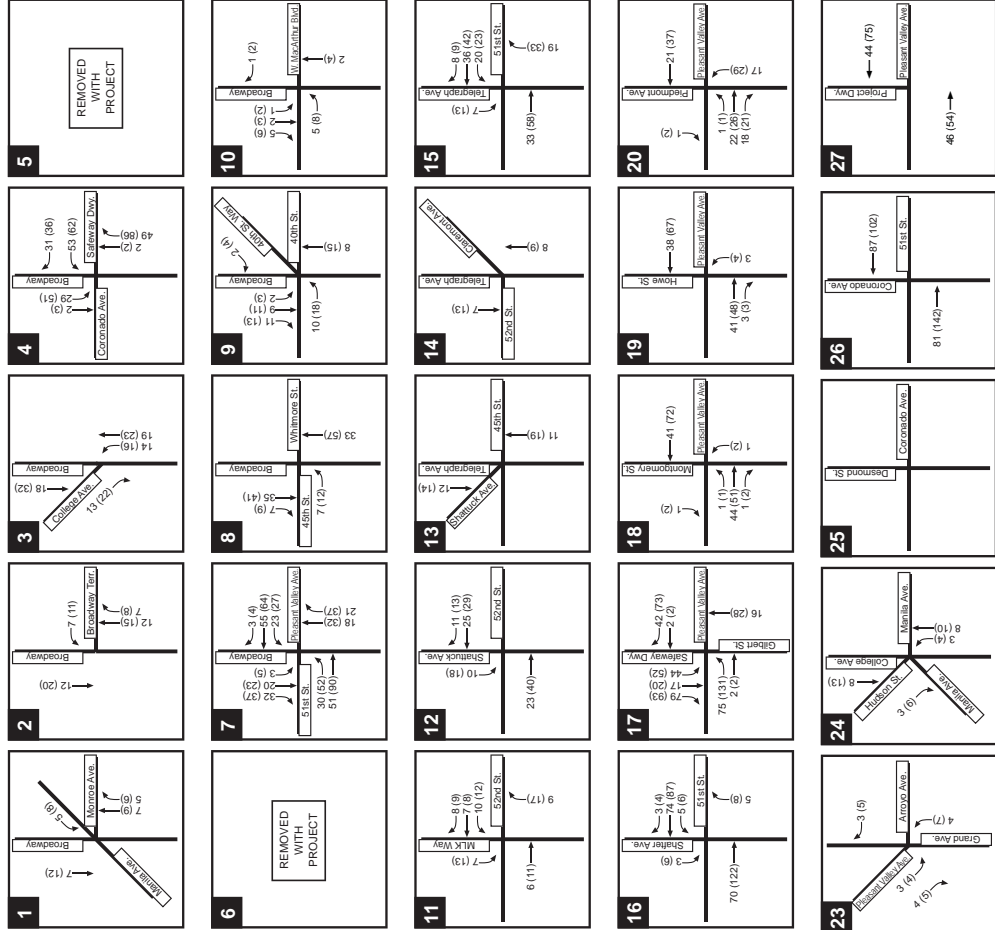 1
Broadway
Monroe Ave.
Manila Ave.
7 (12)
5 (8)
7 (9)
5 (6)
2
Broadway
Broadway Terr.
12 (20)
7 (11)
12 (15)
7 (8)
3
Broadway
College Ave.
18 (32)
13 (22)
14 (16)
19 (23)
4
Broadway
Safeway Dwy.
Coronado Ave.
31 (36)
53 (62)
29 (51)
2 (3)
2 (2)
49 (86)
5
REMOVED
WITH
PROJECT
6
REMOVED
WITH
PROJECT
7
Broadway
Pleasant Valley Ave.
51st St.
3 (4)
55 (64)
23 (27)
3 (5)
20 (23)
32 (37)
30 (52)
51 (90)
18 (32)
21 (37)
8
Broadway
Whitmore St.
45th St.
35 (41)
7 (9)
7 (12)
33 (57)
9
Broadway
40th St. Way
40th St.
2 (4)
2 (3)
9 (11)
11 (13)
10 (18)
8 (15)
10
Broadway
W. MacArthur Blvd
1 (2)
1 (2)
2 (3)
5 (6)
5 (8)
2 (4)
11
MLK Way
52nd St.
8 (9)
7 (8)
10 (12)
7 (13)
6 (11)
9 (17)
12
Shattuck Ave.
52nd St.
11 (13)
25 (29)
10 (18)
23 (40)
13
Telegraph Ave.
Shattuck Ave.
45th St.
12 (14)
11 (19)
14
Telegraph Ave.
Claremont Ave.
52nd St.
7 (13)
8 (9)
15
Telegraph Ave.
51st St.
8 (9)
36 (42)
20 (23)
7 (13)
33 (58)
19 (33)
16
Shafter Ave.
51st St.
3 (4)
74 (87)
5 (6)
3 (6)
70 (122)
5 (8)
17
Safeway Dwy.
Pleasant Valley Ave.
Gilbert St.
42 (73)
2 (2)
44 (52)
17 (20)
79 (93)
75 (131)
2 (2)
16 (28)
18
Montgomery St.
Pleasant Valley Ave.
41 (72)
1 (2)
1 (1)
44 (51)
1 (2)
1 (2)
19
Howe St.
Pleasant Valley Ave.
38 (67)
41 (48)
3 (3)
3 (4)
20
Piedmont Ave.
Pleasant Valley Ave.
21 (37)
1 (2)
1 (1)
22 (26)
18 (21)
17 (29)
23
Pleasant Valley Ave.
Arroyo Ave.
Grand Ave.
3 (5)
3 (4)
4 (5)
4 (7)
24
College Ave.
Hudson St.
Manila Ave.
Manila Ave.
8 (13)
3 (6)
3 (4)
8 (10)
25
Desmond St.
Coronado Ave.
26
Coronado Ave.
51st St.
87 (102)
81 (142)
27
Project Dwy.
Pleasant Valley Ave.
44 (75)
46 (54)